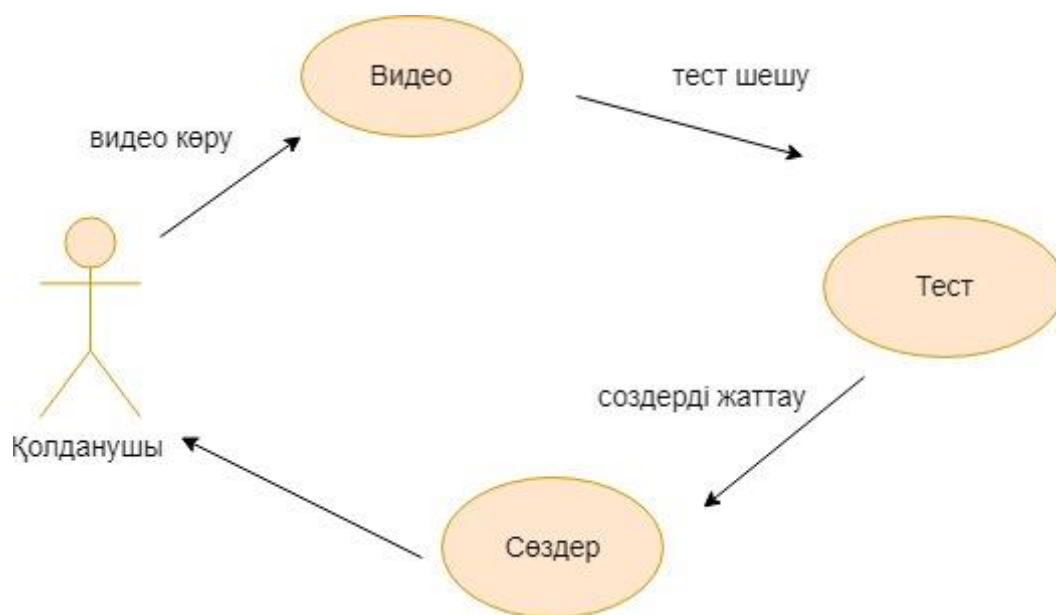 Видео
тест шешу
видео көру
Тест
создерді жаттау
Қолданушы
Сөздер